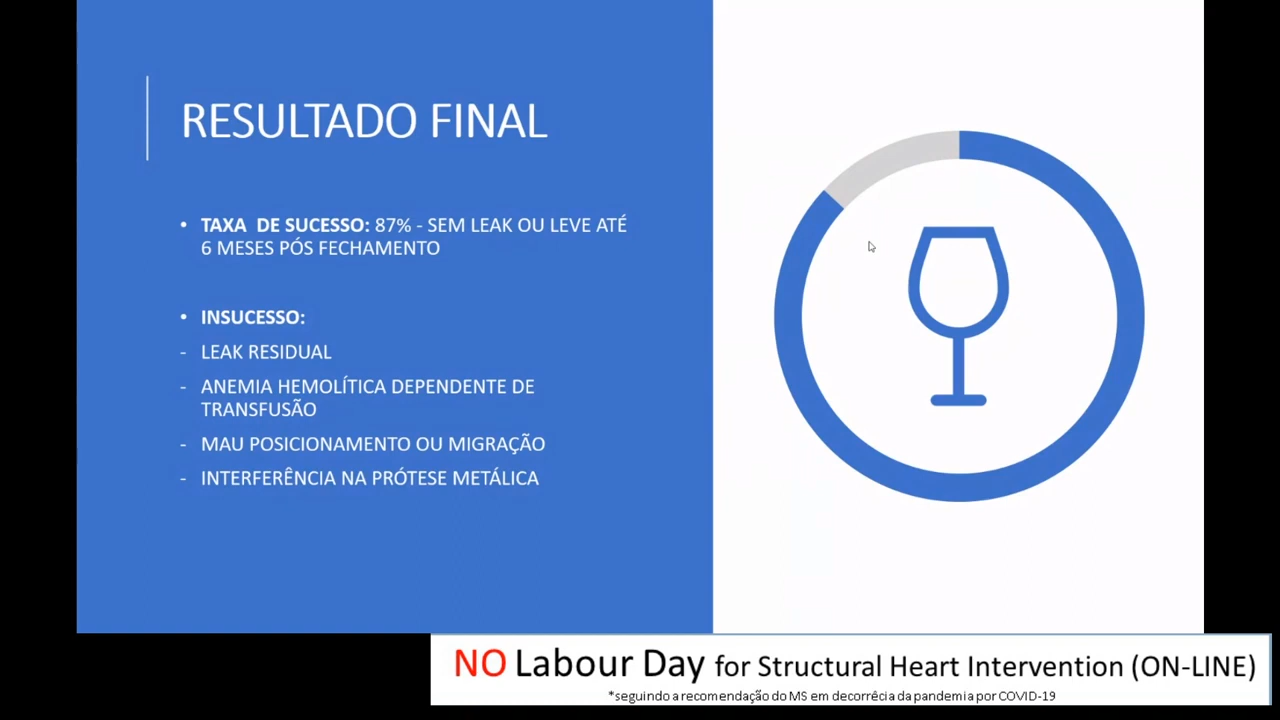 RESULTADO FINAL
• TAXA DE SUCESSO: 87% - SEM LEAK OU LEVE ATÉ
6 MESES PÓS FECHAMENTO
• INSUCESSO:
- LEAK RESIDUAL
- ANEMIA HEMOLÍTICA DEPENDENTE DE
TRANSFUSÃO
- MAU POSICIONAMENTO OU MIGRAÇÃO
- INTERFERÊNCIA NA PRÓTESE METÁLICA
NO Labour Day for Structural Heart Intervention (ON-LINE)
*seguindo a recomendação do MS em decorrêcia da pandemia por COVID-19